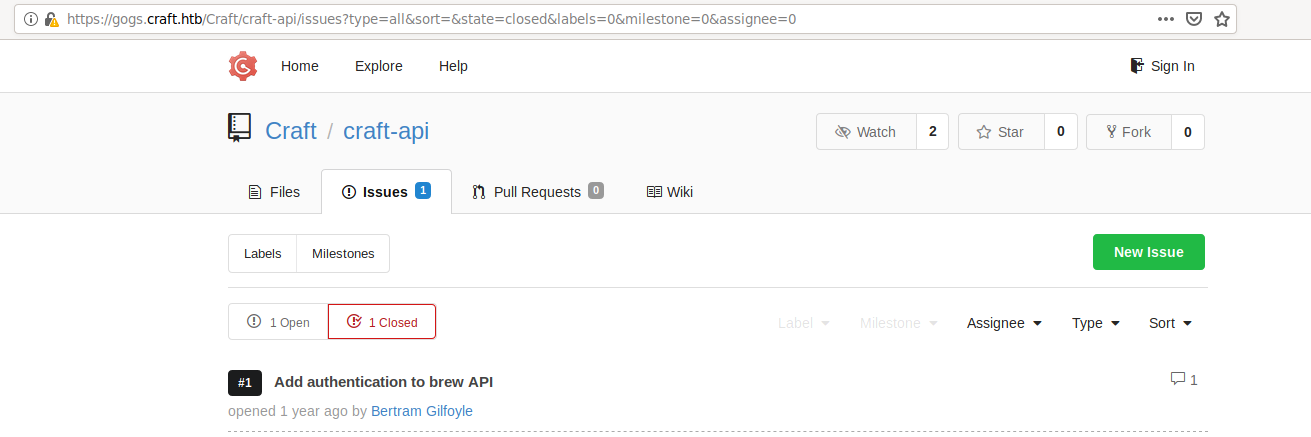 https://gogs.craft.htb/Craft/craft-api/issues?type=all&sort=&state=closed&labels=0&milestone=0&assignee=0
Home Explore Help Sign In
Craft / craft-api Watch 2 Star 0 Fork 0
Files Issues 1 Pull Requests 0 Wiki
Labels Milestones New Issue
1 Open 1 Closed Label Milestone Assignee Type Sort
#1 Add authentication to brew API 1
opened 1 year ago by Bertram Gilfoyle